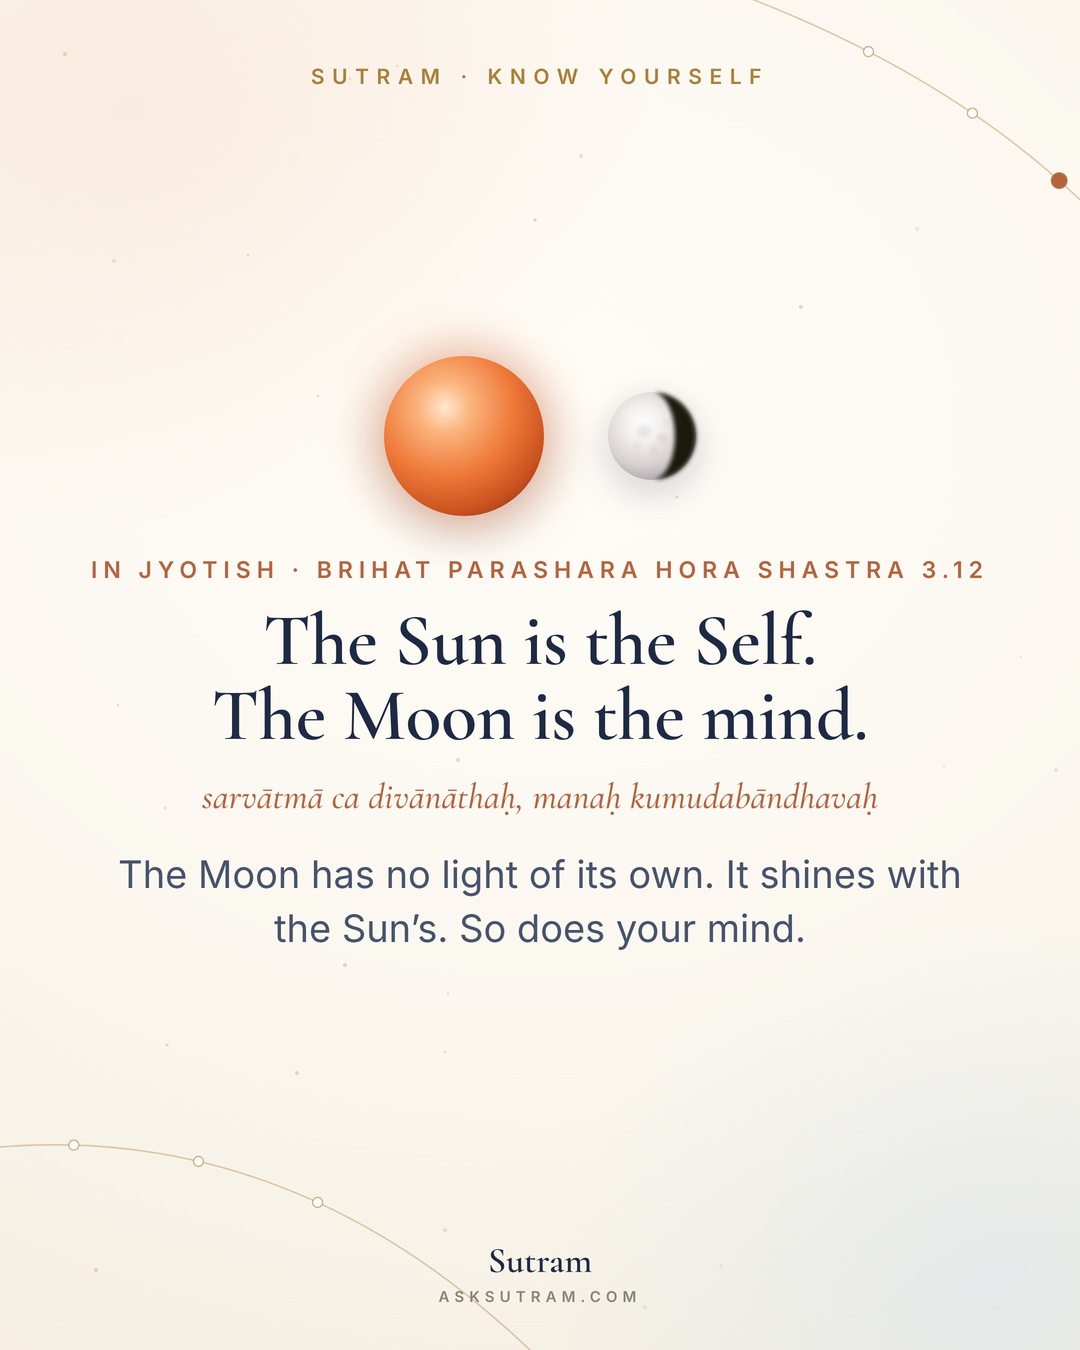 SUTRAM · KNOW YOURSELF
IN JYOTISH · BRIHAT PARASHARA HORA SHASTRA 3.12
The Sun is the Self.
The Moon is the mind.
sarvātmā ca divānāthaḥ, manaḥ kumudabāndhavaḥ
The Moon has no light of its own. It shines with
the Sun’s. So does your mind.
Sutram
ASKSUTRAM.COM